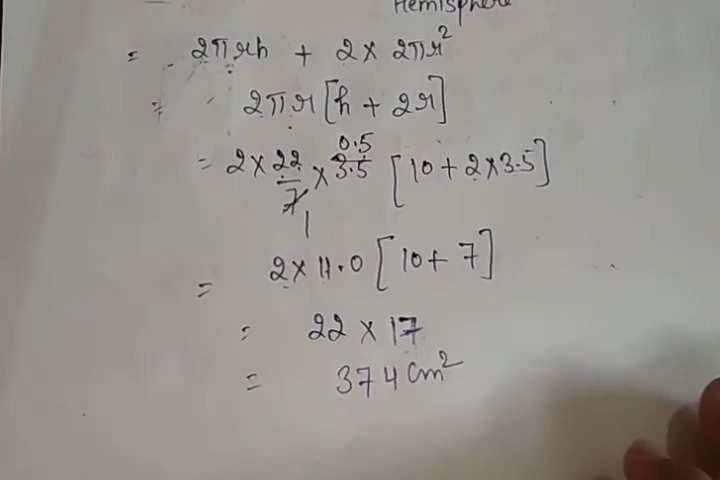 Hemisphere
= 2πrh + 2 × 2πr²
= 2πr[h + 2r]
= 2 × 22/7 × 3.5 [10 + 2×3.5]
0.5
1
= 2 × 11.0 [10 + 7]
= 22 × 17
= 374 cm²